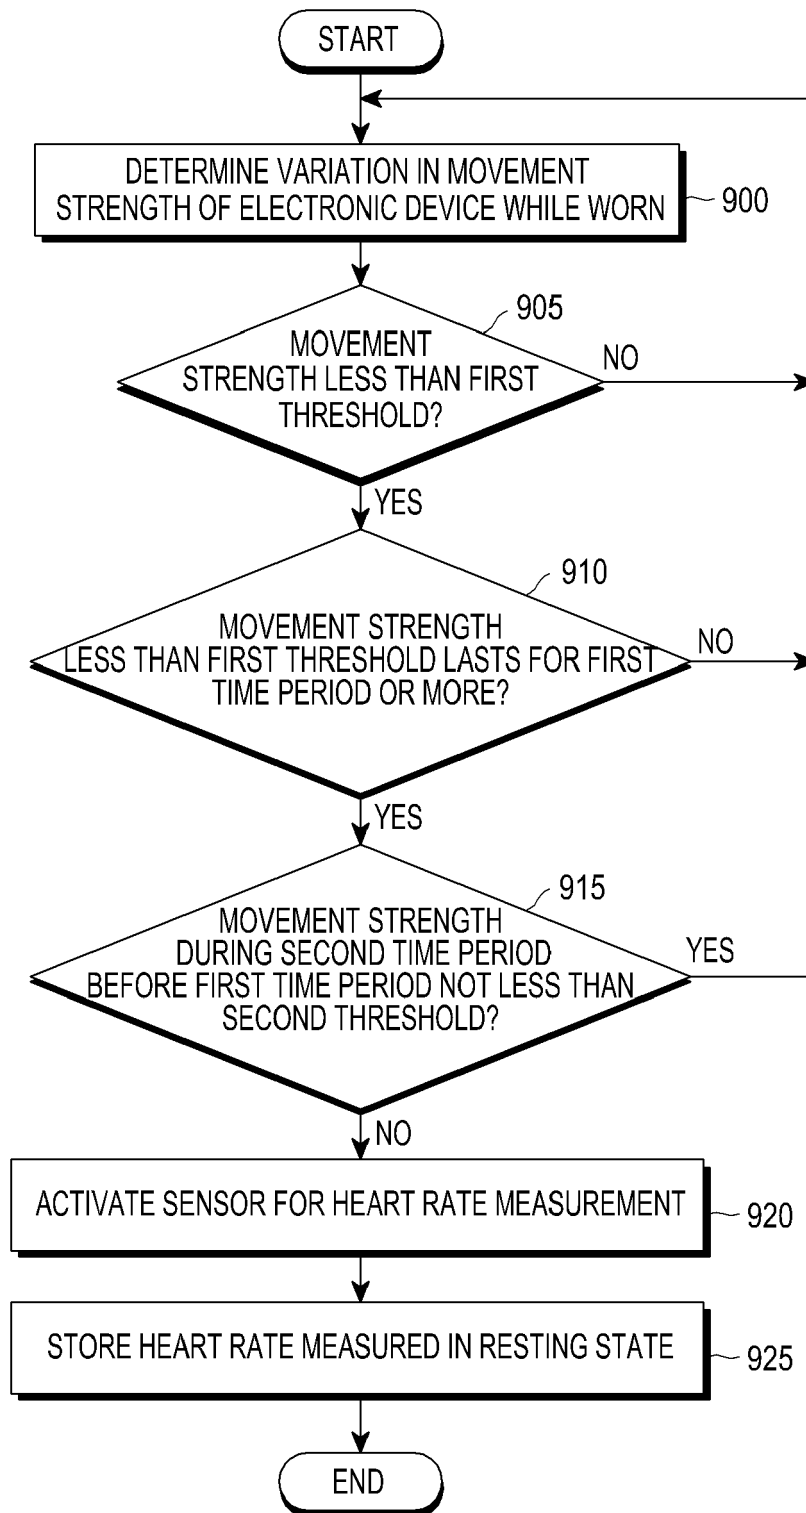 START
DETERMINE VARIATION IN MOVEMENT
STRENGTH OF ELECTRONIC DEVICE WHILE WORN
900
905
MOVEMENT
STRENGTH LESS THAN FIRST
THRESHOLD?
NO
YES
910
MOVEMENT STRENGTH
LESS THAN FIRST THRESHOLD LASTS FOR FIRST
TIME PERIOD OR MORE?
NO
YES
915
MOVEMENT STRENGTH
DURING SECOND TIME PERIOD
BEFORE FIRST TIME PERIOD NOT LESS THAN
SECOND THRESHOLD?
YES
NO
ACTIVATE SENSOR FOR HEART RATE MEASUREMENT
920
STORE HEART RATE MEASURED IN RESTING STATE
925
END